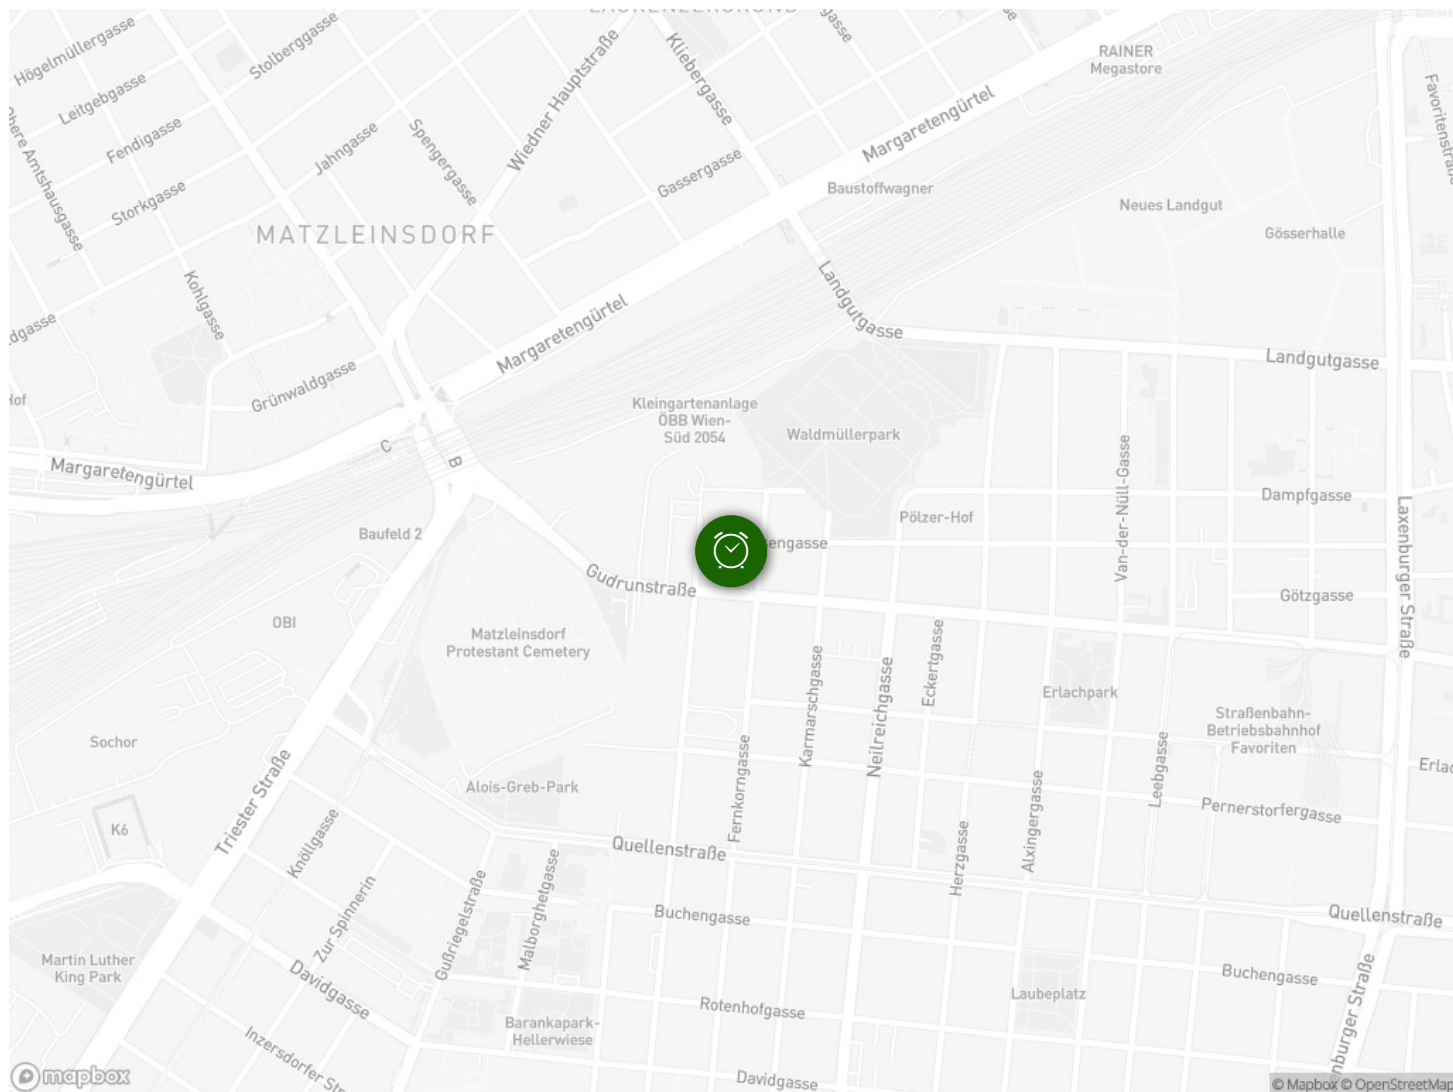 Högelmüllergasse
Stolberggasse
Leitgebgasse
Fendigasse
Storkgasse
Jahngasse
Spengergasse
Wiedner Hauptstraße
Kliebergasse
Gassergasse
Margaretengürtel
RAINER
Megastore
Baustoffwagner
Neues Landgut
Gösserhalle
MATZLEINSDORF
Kohlgasse
Grünwaldgasse
Margaretengürtel
Landgutgasse
Landgutgasse
Margaretengürtel
C
B
Kleingartenanlage
ÖBB Wien-
Süd 2054
Waldmüllerpark
Baufeld 2
Pölzer-Hof
Van-der-Nüll-Gasse
Dampfgasse
Laxenburger Straße
Gudrunstraße
Götzgasse
OBI
Matzleinsdorf
Protestant Cemetery
Karmarschgasse
Neilreichgasse
Eckertgasse
Erlachpark
Straßenbahn-
Betriebsbahnhof
Favoriten
Sochor
Triester Straße
Alois-Greb-Park
Fernkorngasse
Leebgasse
Pernerstorfergasse
K6
Knöllgasse
Quellenstraße
Herzgasse
Alxingergasse
Martin Luther
King Park
Zur Spinnerin
Davidgasse
Gußriegelstraße
Malborghetgasse
Buchengasse
Quellenstraße
Buchengasse
Rotenhofgasse
Laubeplatz
Barankapark-
Hellerwiese
Davidgasse
mapbox
© Mapbox © OpenStreetMap